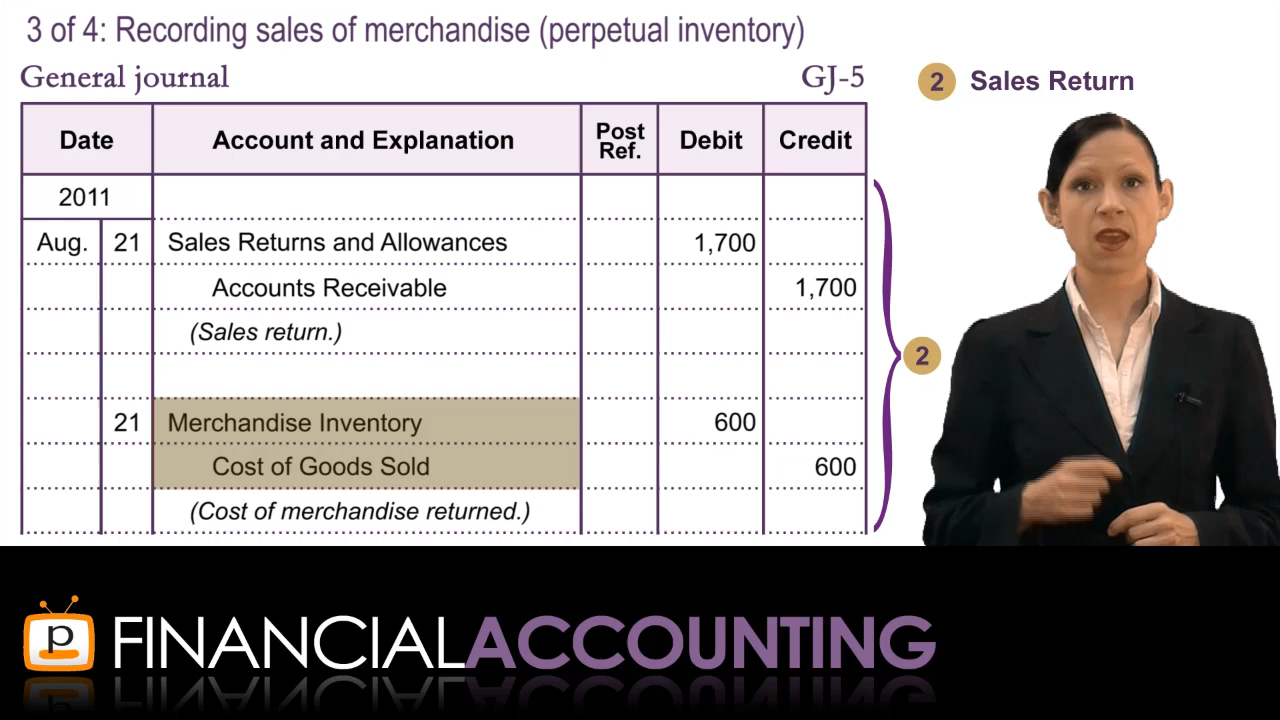 3 of 4: Recording sales of merchandise (perpetual inventory)
General journal GJ-5
2 Sales Return
Date Account and Explanation Post Ref. Debit Credit
2011
Aug. 21 Sales Returns and Allowances 1,700
Accounts Receivable 1,700
(Sales return.)
2
21 Merchandise Inventory 600
Cost of Goods Sold 600
(Cost of merchandise returned.)
p FINANCIALACCOUNTING